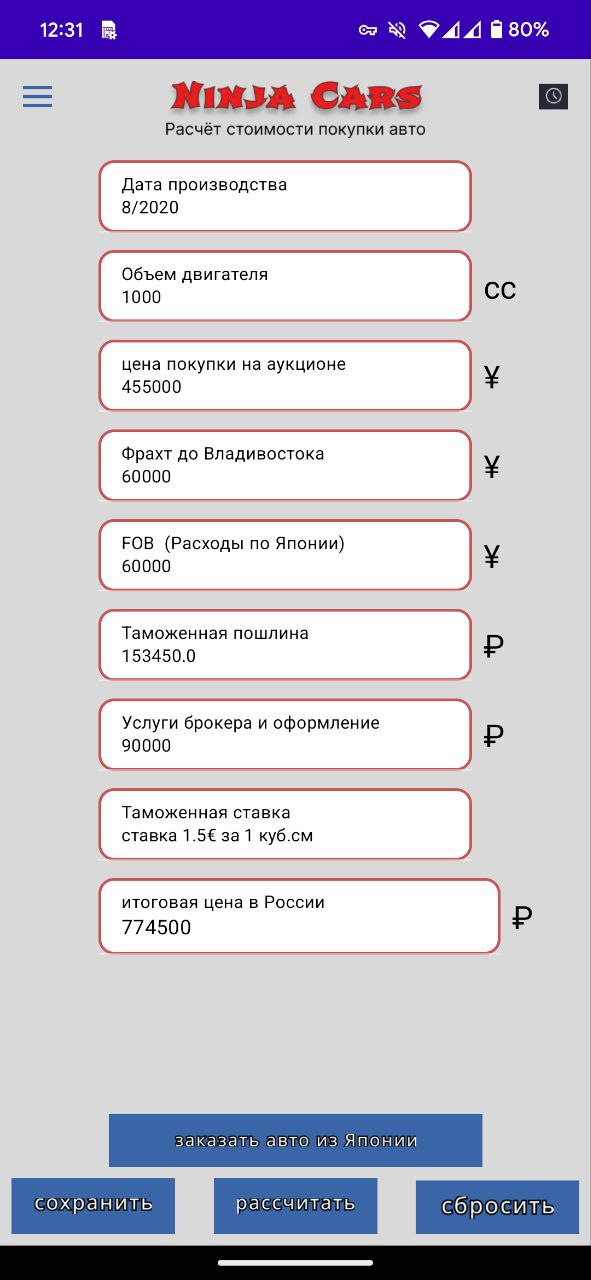 12:31
80%
Ninja Cars
Расчёт стоимости покупки авто
Дата производства
8/2020
Объем двигателя
1000
cc
цена покупки на аукционе
455000
¥
Фрахт до Владивостока
60000
¥
FOB (Расходы по Японии)
60000
¥
Таможенная пошлина
153450.0
₽
Услуги брокера и оформление
90000
₽
Таможенная ставка
ставка 1.5€ за 1 куб.см
итоговая цена в России
774500
₽
заказать авто из Японии
сохранить
рассчитать
сбросить